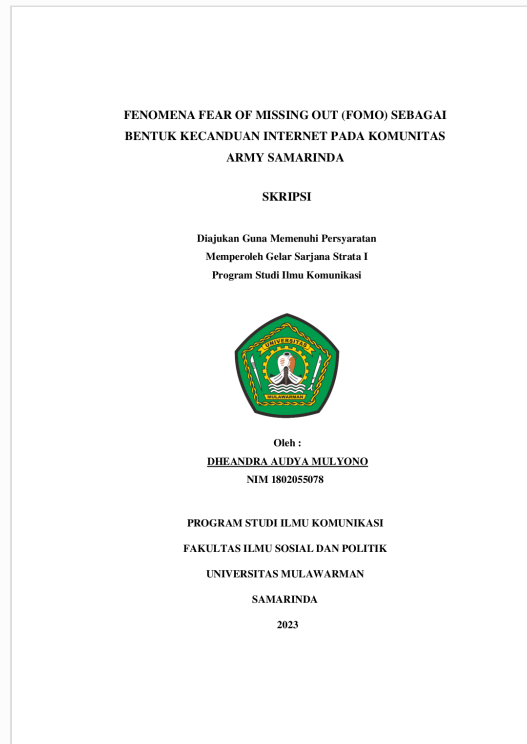 FENOMENA FEAR OF MISSING OUT (FOMO) SEBAGAI
BENTUK KECANDUAN INTERNET PADA KOMUNITAS
ARMY SAMARINDA
SKRIPSI
Diajukan Guna Memenuhi Persyaratan
Memperoleh Gelar Sarjana Strata I
Program Studi Ilmu Komunikasi
UNIVERSITAS
MULAWARMAN
Oleh :
DHEANDRA AUDYA MULYONO
NIM 1802055078
PROGRAM STUDI ILMU KOMUNIKASI
FAKULTAS ILMU SOSIAL DAN POLITIK
UNIVERSITAS MULAWARMAN
SAMARINDA
2023